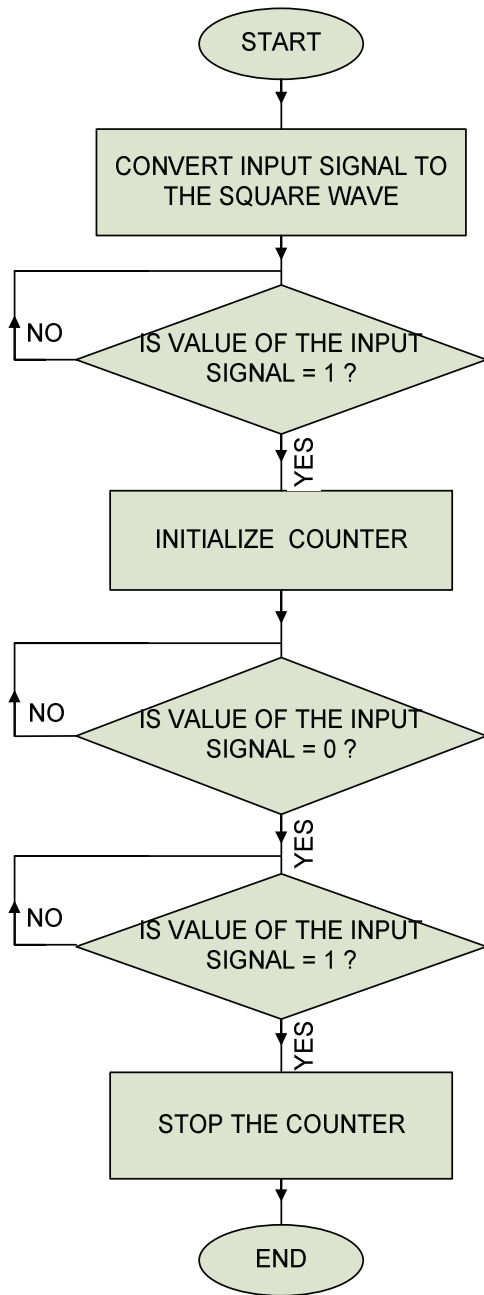 START
CONVERT INPUT SIGNAL TO
THE SQUARE WAVE
NO
IS VALUE OF THE INPUT
SIGNAL = 1 ?
YES
INITIALIZE COUNTER
NO
IS VALUE OF THE INPUT
SIGNAL = 0 ?
YES
NO
IS VALUE OF THE INPUT
SIGNAL = 1 ?
YES
STOP THE COUNTER
END